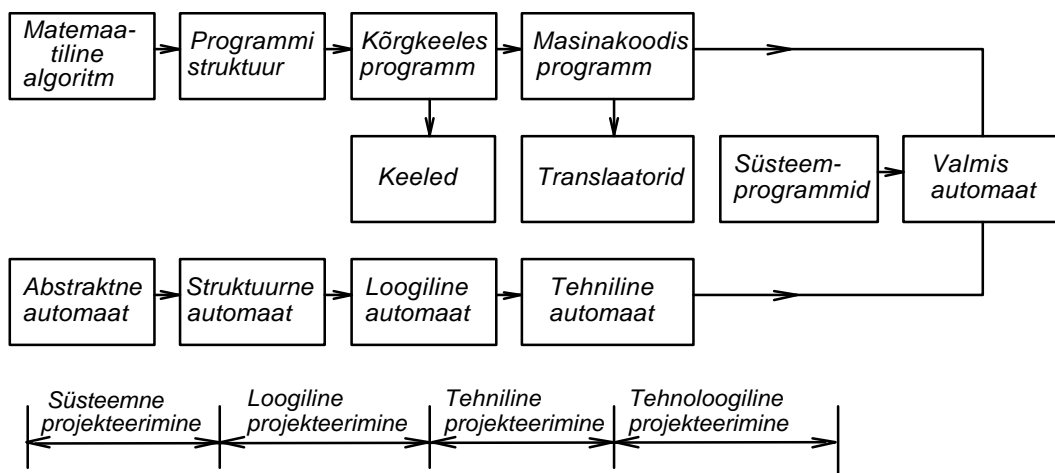 Matemaa-
tiline
algoritm
Programmi
struktuur
Kõrgkeeles
programm
Masinakoodis
programm
Keeled
Translaatorid
Süsteem-
programmid
Valmis
automaat
Abstraktne
automaat
Struktuurne
automaat
Loogiline
automaat
Tehniline
automaat
Süsteemne
projekteerimine
Loogiline
projekteerimine
Tehniline
projekteerimine
Tehnoloogiline
projekteerimine